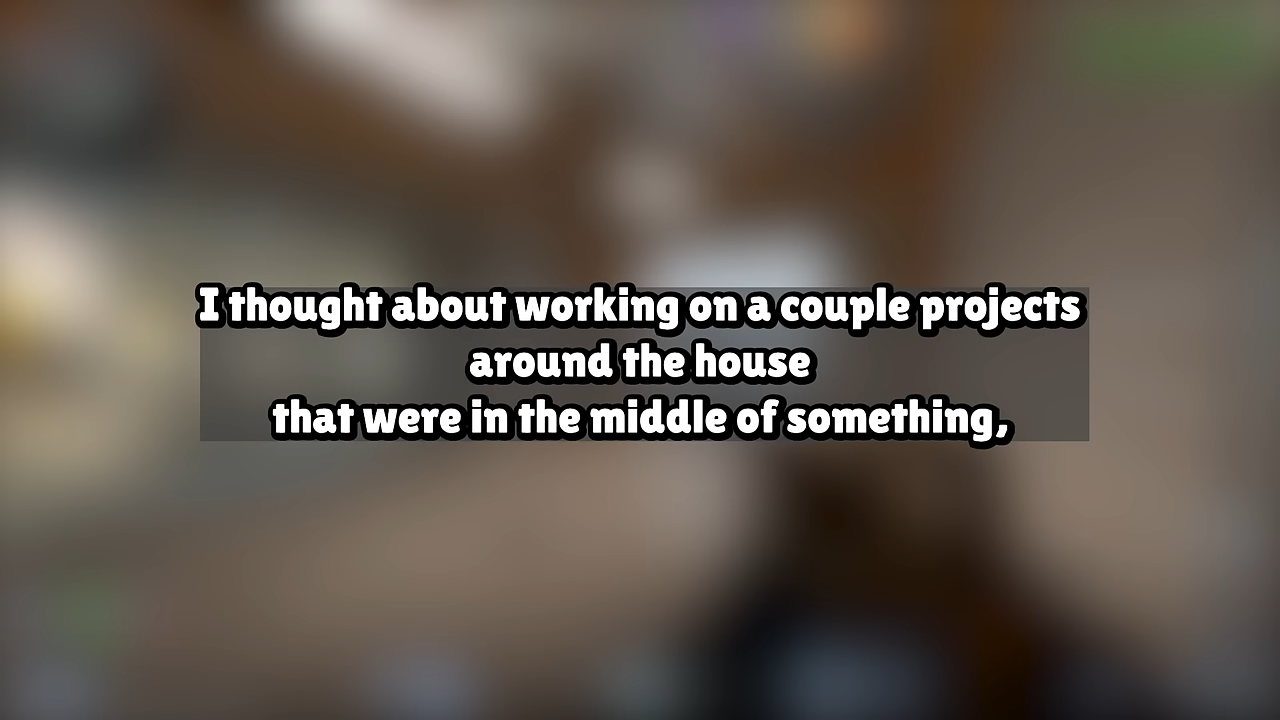 I thought about working on a couple projects
around the house
that were in the middle of something,